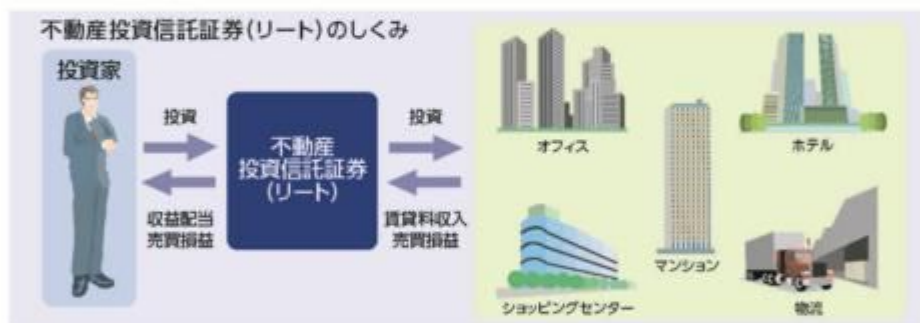 不動産投資信託証券(リート)のしくみ
投資家
投資
収益配当
売買損益
不動産
投資信託証券
(リート)
投資
賃貸料収入
売買損益
オフィス
ホテル
マンション
ショッピングセンター
物流